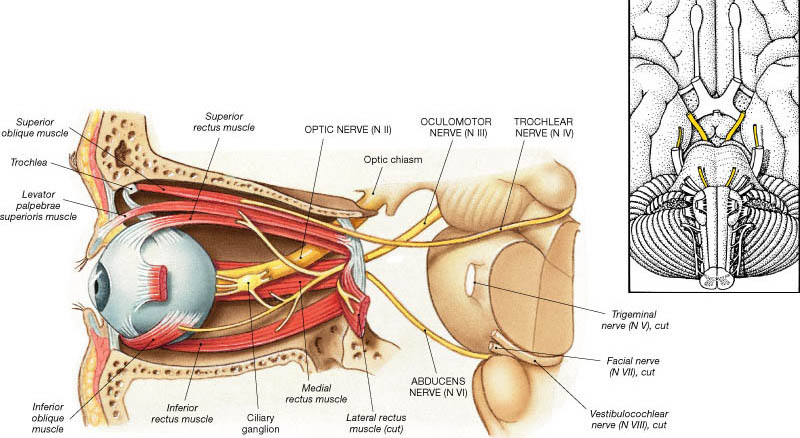 Superior
oblique muscle
Superior
rectus muscle
OPTIC NERVE (N II)
OCULOMOTOR
NERVE (N III)
TROCHLEAR
NERVE (N IV)
Trochlea
Optic chiasm
Levator
palpebrae
superioris muscle
Trigeminal
nerve (N V), cut
Facial nerve
(N VII), cut
Vestibulocochlear
nerve (N VIII), cut
ABDUCENS
NERVE (N VI)
Inferior
oblique
muscle
Inferior
rectus muscle
Ciliary
ganglion
Medial
rectus muscle
Lateral rectus
muscle (cut)